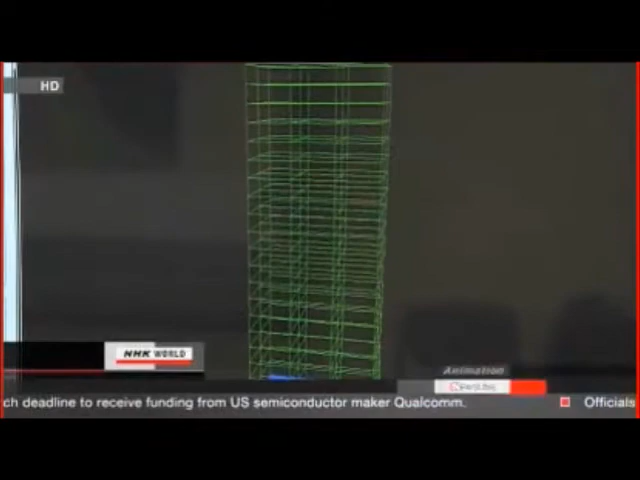 HD
NHK WORLD
Animation
ch deadline to receive funding from US semiconductor maker Qualcomm.
Officials